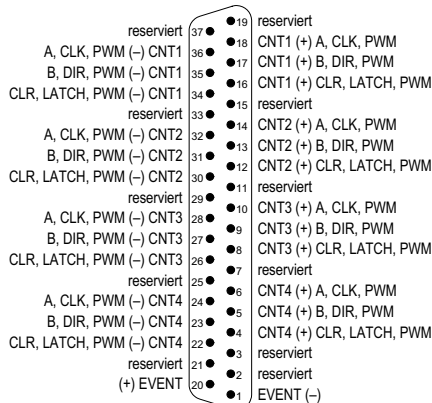 reserviert 37
A, CLK, PWM (–) CNT1 36
B, DIR, PWM (–) CNT1 35
CLR, LATCH, PWM (–) CNT1 34
reserviert 33
A, CLK, PWM (–) CNT2 32
B, DIR, PWM (–) CNT2 31
CLR, LATCH, PWM (–) CNT2 30
reserviert 29
A, CLK, PWM (–) CNT3 28
B, DIR, PWM (–) CNT3 27
CLR, LATCH, PWM (–) CNT3 26
reserviert 25
A, CLK, PWM (–) CNT4 24
B, DIR, PWM (–) CNT4 23
CLR, LATCH, PWM (–) CNT4 22
reserviert 21
(+) EVENT 20
19 reserviert
18 CNT1 (+) A, CLK, PWM
17 CNT1 (+) B, DIR, PWM
16 CNT1 (+) CLR, LATCH, PWM
15 reserviert
14 CNT2 (+) A, CLK, PWM
13 CNT2 (+) B, DIR, PWM
12 CNT2 (+) CLR, LATCH, PWM
11 reserviert
10 CNT3 (+) A, CLK, PWM
9 CNT3 (+) B, DIR, PWM
8 CNT3 (+) CLR, LATCH, PWM
7 reserviert
6 CNT4 (+) A, CLK, PWM
5 CNT4 (+) B, DIR, PWM
4 CNT4 (+) CLR, LATCH, PWM
3 reserviert
2 reserviert
1 EVENT (–)